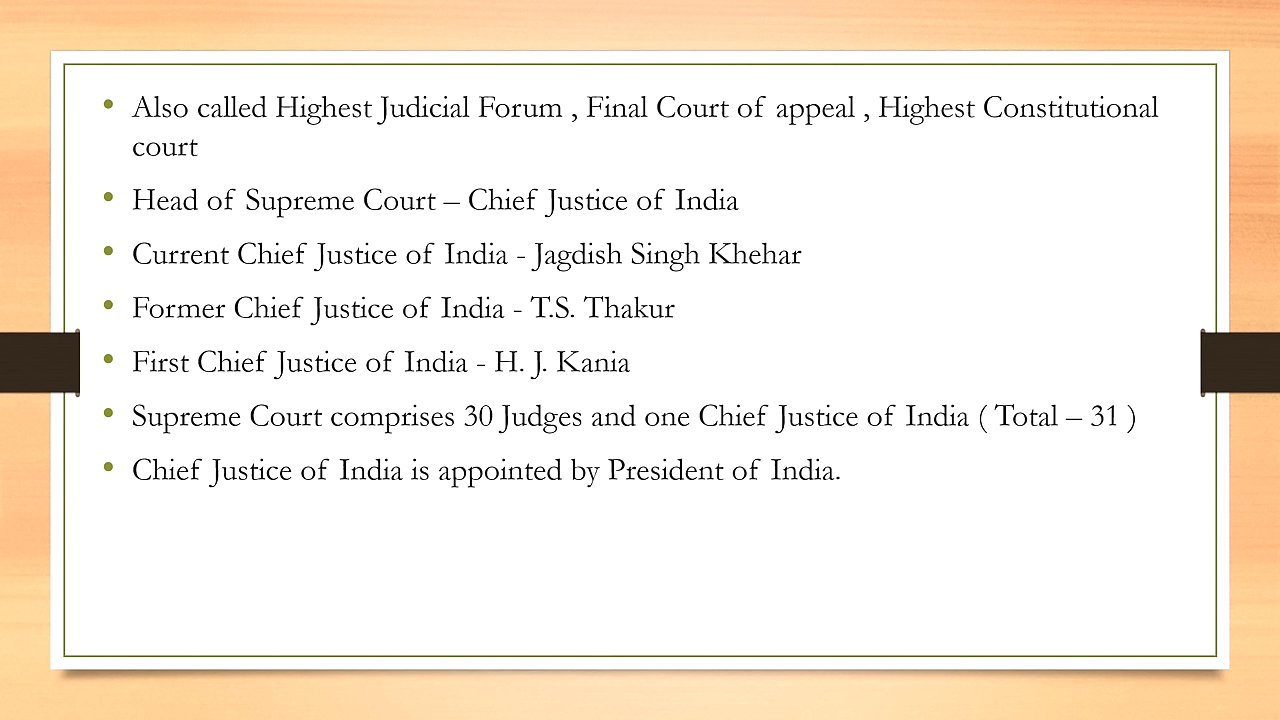 • Also called Highest Judicial Forum , Final Court of appeal , Highest Constitutional
court
• Head of Supreme Court – Chief Justice of India
• Current Chief Justice of India - Jagdish Singh Khehar
• Former Chief Justice of India - T.S. Thakur
• First Chief Justice of India - H. J. Kania
• Supreme Court comprises 30 Judges and one Chief Justice of India ( Total – 31 )
• Chief Justice of India is appointed by President of India.